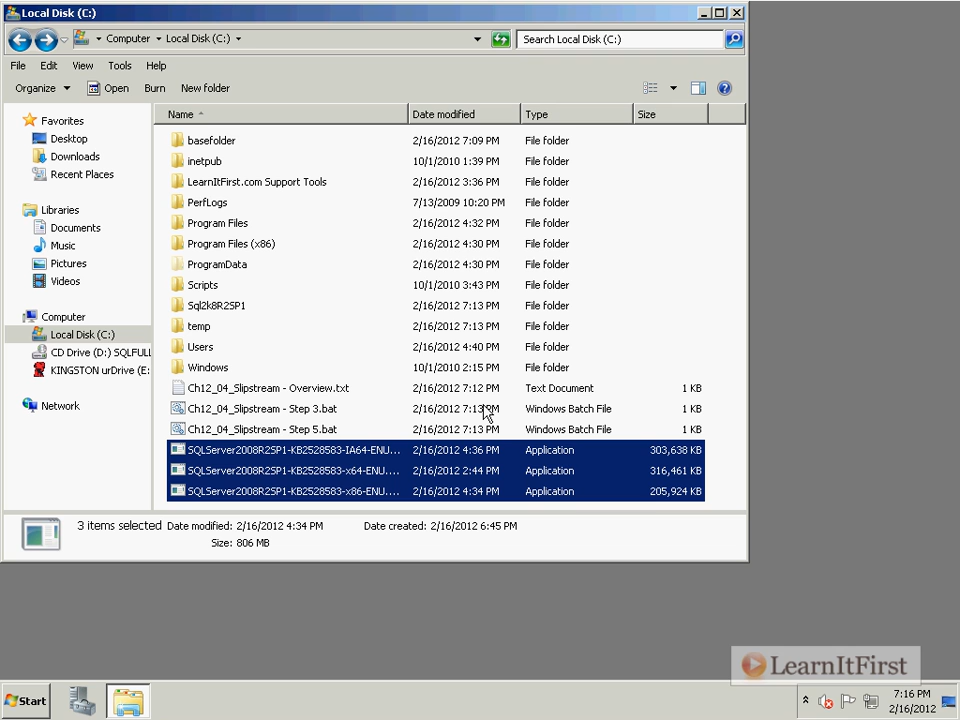 Local Disk (C:)
Computer Local Disk (C:) Search Local Disk (C:)
File Edit View Tools Help
Organize Open Burn New folder
Favorites
Desktop
Downloads
Recent Places
Libraries
Documents
Music
Pictures
Videos
Computer
Local Disk (C:)
CD Drive (D:) SQLFULL
KINGSTON urDrive (E:
Network
Name Date modified Type Size
basefolder 2/16/2012 7:09 PM File folder
inetpub 10/1/2010 1:39 PM File folder
LearnItFirst.com Support Tools 2/16/2012 3:36 PM File folder
PerfLogs 7/13/2009 10:20 PM File folder
Program Files 2/16/2012 4:32 PM File folder
Program Files (x86) 2/16/2012 4:30 PM File folder
ProgramData 2/16/2012 4:30 PM File folder
Scripts 10/1/2010 3:43 PM File folder
Sql2k8R2SP1 2/16/2012 7:13 PM File folder
temp 2/16/2012 7:13 PM File folder
Users 2/16/2012 4:40 PM File folder
Windows 10/1/2010 2:15 PM File folder
Ch12_04_Slipstream - Overview.txt 2/16/2012 7:12 PM Text Document 1 KB
Ch12_04_Slipstream - Step 3.bat 2/16/2012 7:13 PM Windows Batch File 1 KB
Ch12_04_Slipstream - Step 5.bat 2/16/2012 7:13 PM Windows Batch File 1 KB
SQLServer2008R2SP1-KB2528583-IA64-ENU.... 2/16/2012 4:36 PM Application 303,638 KB
SQLServer2008R2SP1-KB2528583-x64-ENU.... 2/16/2012 2:44 PM Application 316,461 KB
SQLServer2008R2SP1-KB2528583-x86-ENU.... 2/16/2012 4:34 PM Application 205,924 KB
3 items selected Date modified: 2/16/2012 4:34 PM Date created: 2/16/2012 6:45 PM
Size: 806 MB
LearnItFirst
Start
7:16 PM
2/16/2012